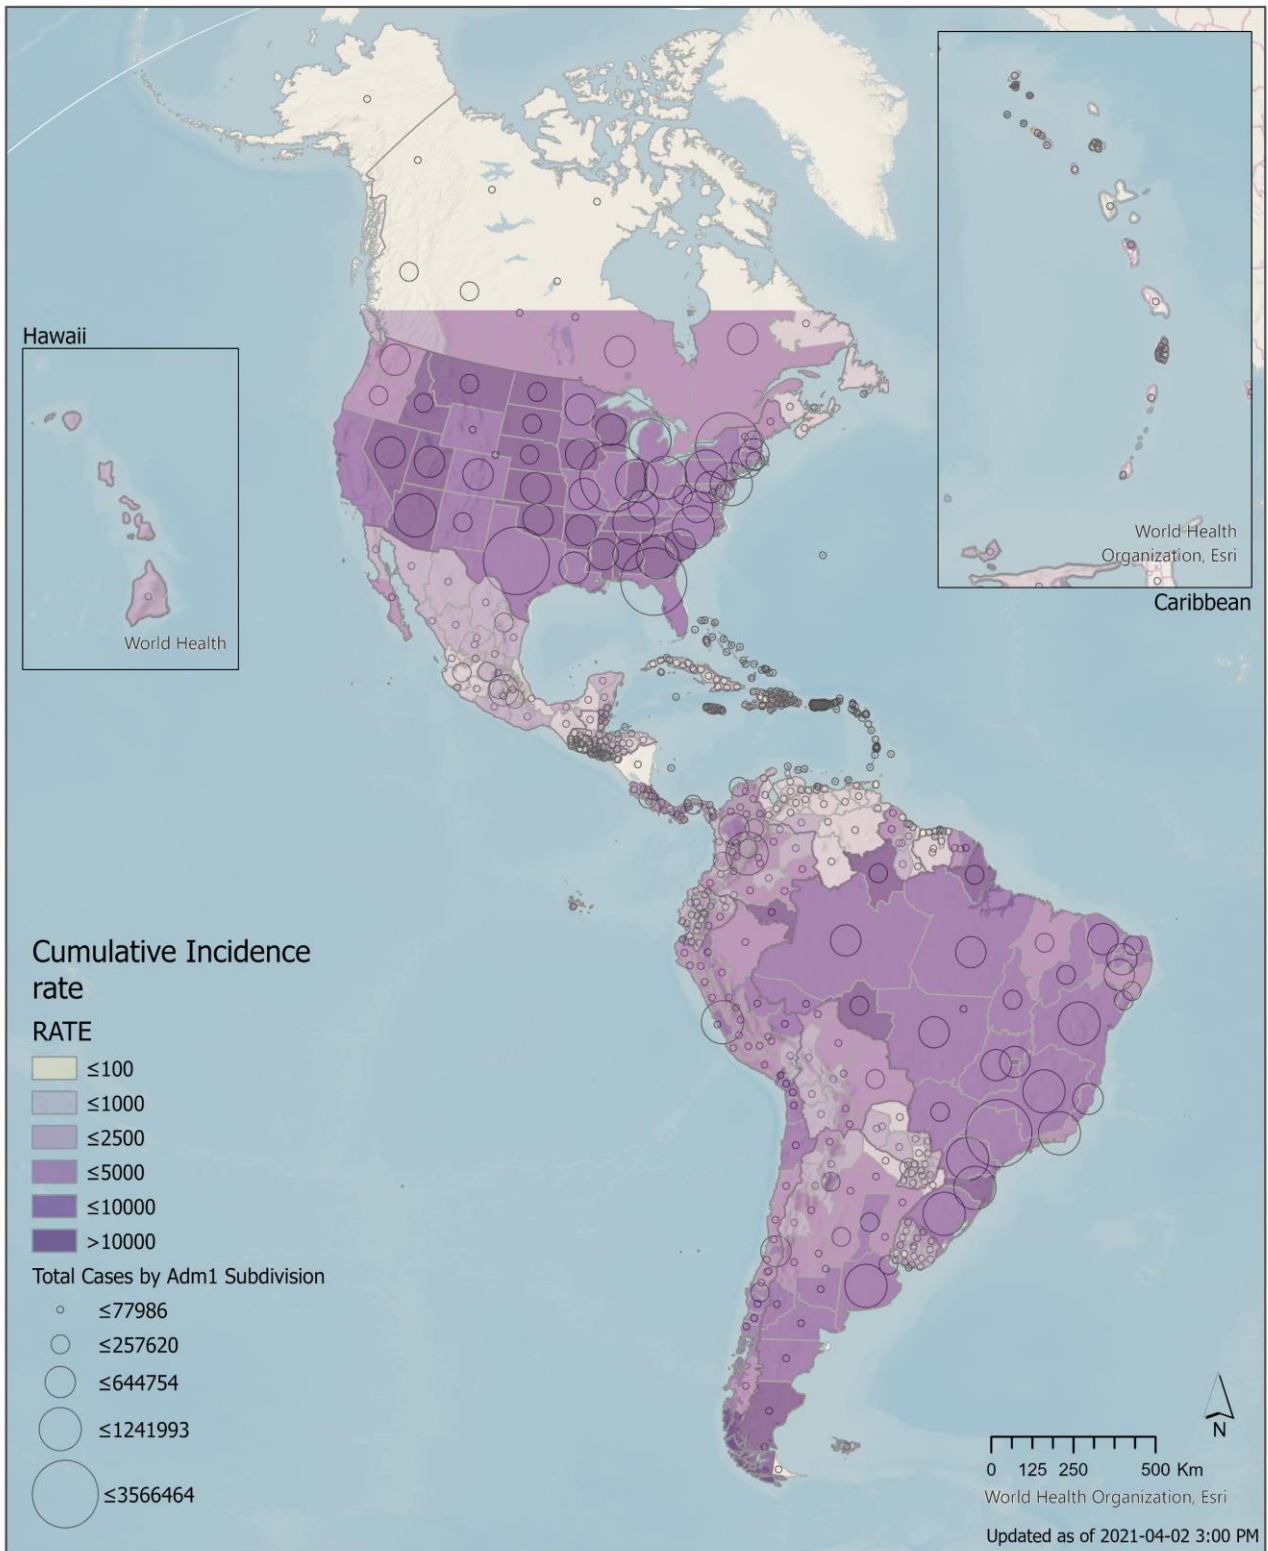 Hawaii
World Health
World Health
Organization, Esri
Caribbean
Cumulative Incidence
rate
RATE
≤100
≤1000
≤2500
≤5000
≤10000
>10000
Total Cases by Adm1 Subdivision
≤77986
≤257620
≤644754
≤1241993
≤3566464
N
0 125 250 500 Km
World Health Organization, Esri
Updated as of 2021-04-02 3:00 PM